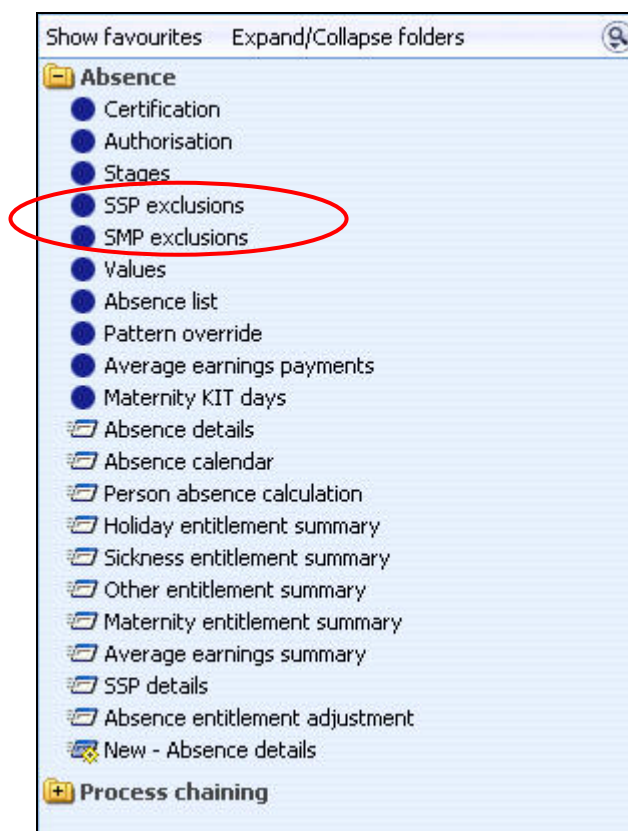 Show favourites Expand/Collapse folders
Absence
Certification
Authorisation
Stages
SSP exclusions
SMP exclusions
Values
Absence list
Pattern override
Average earnings payments
Maternity KIT days
Absence details
Absence calendar
Person absence calculation
Holiday entitlement summary
Sickness entitlement summary
Other entitlement summary
Maternity entitlement summary
Average earnings summary
SSP details
Absence entitlement adjustment
New - Absence details
Process chaining